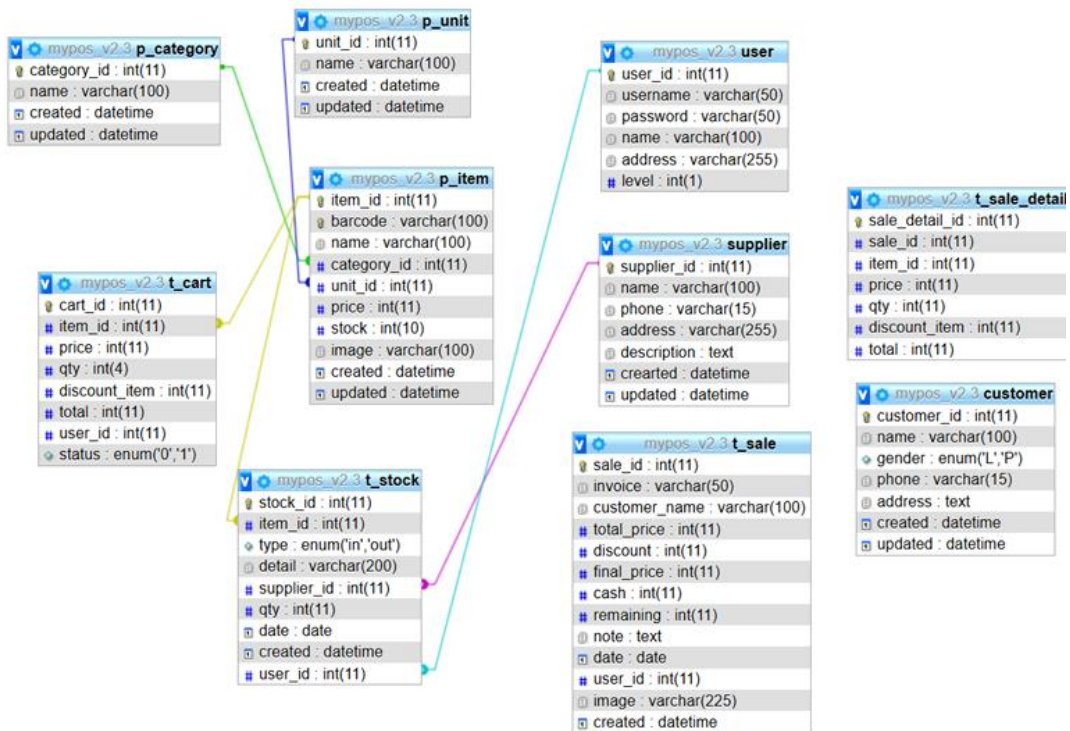 mypos_v2.3 p_category
category_id : int(11)
name : varchar(100)
created : datetime
updated : datetime
mypos_v2.3 p_unit
unit_id : int(11)
name : varchar(100)
created : datetime
updated : datetime
mypos_v2.3 user
user_id : int(11)
username : varchar(50)
password : varchar(50)
name : varchar(100)
address : varchar(255)
level : int(1)
mypos_v2.3 p_item
item_id : int(11)
barcode : varchar(100)
name : varchar(100)
category_id : int(11)
unit_id : int(11)
price : int(11)
stock : int(10)
image : varchar(100)
created : datetime
updated : datetime
mypos_v2.3 t_sale_detail
sale_detail_id : int(11)
sale_id : int(11)
item_id : int(11)
price : int(11)
qty : int(11)
discount_item : int(11)
total : int(11)
mypos_v2.3 supplier
supplier_id : int(11)
name : varchar(100)
phone : varchar(15)
address : varchar(255)
description : text
crearted : datetime
updated : datetime
mypos_v2.3 t_cart
cart_id : int(11)
item_id : int(11)
price : int(11)
qty : int(4)
discount_item : int(11)
total : int(11)
user_id : int(11)
status : enum('0','1')
mypos_v2.3 customer
customer_id : int(11)
name : varchar(100)
gender : enum('L','P')
phone : varchar(15)
address : text
created : datetime
updated : datetime
mypos_v2.3 t_stock
stock_id : int(11)
item_id : int(11)
type : enum('in','out')
detail : varchar(200)
supplier_id : int(11)
qty : int(11)
date : date
created : datetime
user_id : int(11)
mypos_v2.3 t_sale
sale_id : int(11)
invoice : varchar(50)
customer_name : varchar(100)
total_price : int(11)
discount : int(11)
final_price : int(11)
cash : int(11)
remaining : int(11)
note : text
date : date
user_id : int(11)
image : varchar(225)
created : datetime